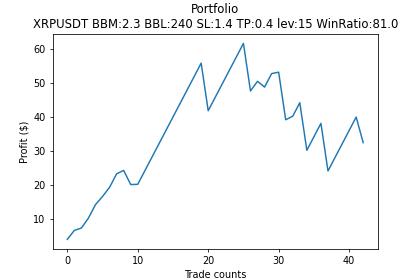 Portfolio
XRPUSDT BBM:2.3 BBL:240 SL:1.4 TP:0.4 lev:15 WinRatio:81.0
60
50
40
30
20
10
Profit ($)
0
10
20
30
40
Trade counts